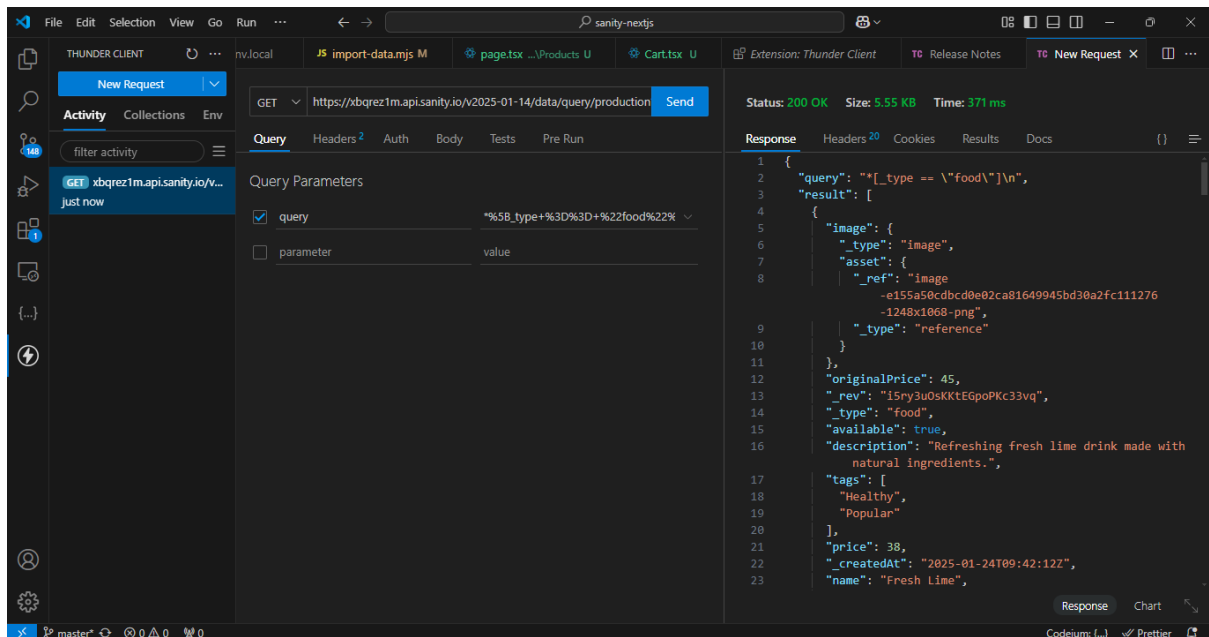 File Edit Selection View Go Run ··· ← → sanity-nextjs
THUNDER CLIENT ···
nv.local JS import-data.mjs M page.tsx ...\Products U Cart.tsx U Extension: Thunder Client TC Release Notes TC New Request ···
New Request
Activity Collections Env
filter activity
GET xbqrez1m.api.sanity.io/v...
just now
148
1
{...}
GET https://xbqrez1m.api.sanity.io/v2025-01-14/data/query/production Send
Query Headers 2 Auth Body Tests Pre Run
Query Parameters
query *%5B_type+%3D%3D+%22food%22%
parameter value
Status: 200 OK Size: 5.55 KB Time: 371 ms
Response Headers 20 Cookies Results Docs { }
1 {
2 "query": "*[_type == \"food\"]\n",
3 "result": [
4 {
5 "image": {
6 "_type": "image",
7 "asset": {
8 "_ref": "image
-e155a50cdbcd0e02ca81649945bd30a2fc111276
-1248x1068-png",
9 "_type": "reference"
10 }
11 },
12 "originalPrice": 45,
13 "_rev": "i5ry3uOsKKtEGpoPKc33vq",
14 "_type": "food",
15 "available": true,
16 "description": "Refreshing fresh lime drink made with
natural ingredients.",
17 "tags": [
18 "Healthy",
19 "Popular"
20 ],
21 "price": 38,
22 "_createdAt": "2025-01-24T09:42:12Z",
23 "name": "Fresh Lime",
Response Chart
master* 0 0 0 Codeium: {...} Prettier